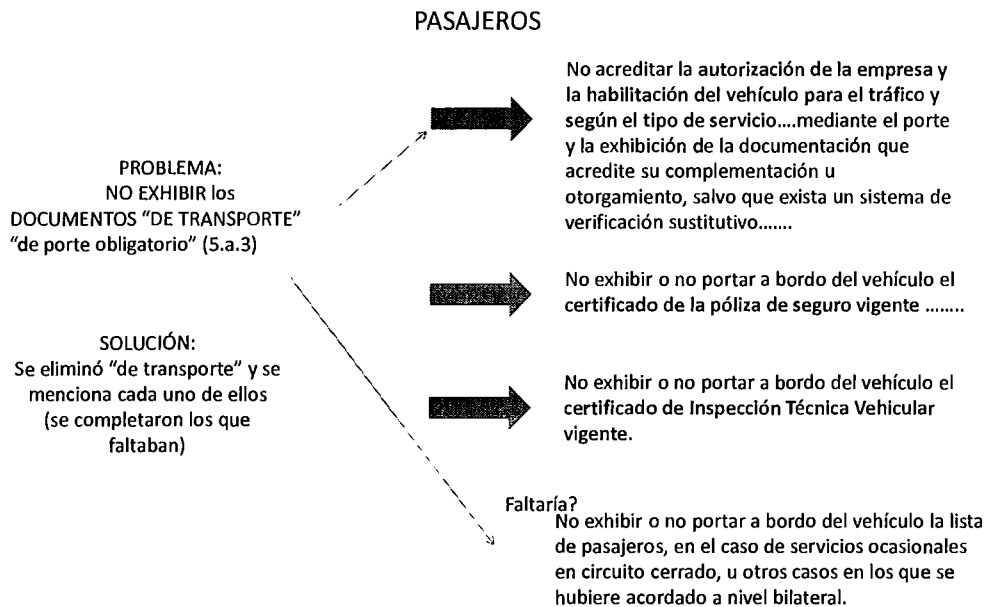 PASAJEROS
PROBLEMA:
NO EXHIBIR los
DOCUMENTOS “DE TRANSPORTE”
“de porte obligatorio” (5.a.3)
SOLUCIÓN:
Se eliminó “de transporte” y se
menciona cada uno de ellos
(se completaron los que
faltaban)
No acreditar la autorización de la empresa y
la habilitación del vehículo para el tráfico y
según el tipo de servicio....mediante el porte
y la exhibición de la documentación que
acredite su complementación u
otorgamiento, salvo que exista un sistema de
verificación sustitutivo.......
No exhibir o no portar a bordo del vehículo el
certificado de la póliza de seguro vigente ........
No exhibir o no portar a bordo del vehículo el
certificado de Inspección Técnica Vehicular
vigente.
Faltaría?
No exhibir o no portar a bordo del vehículo la lista
de pasajeros, en el caso de servicios ocasionales
en circuito cerrado, u otros casos en los que se
hubiere acordado a nivel bilateral.